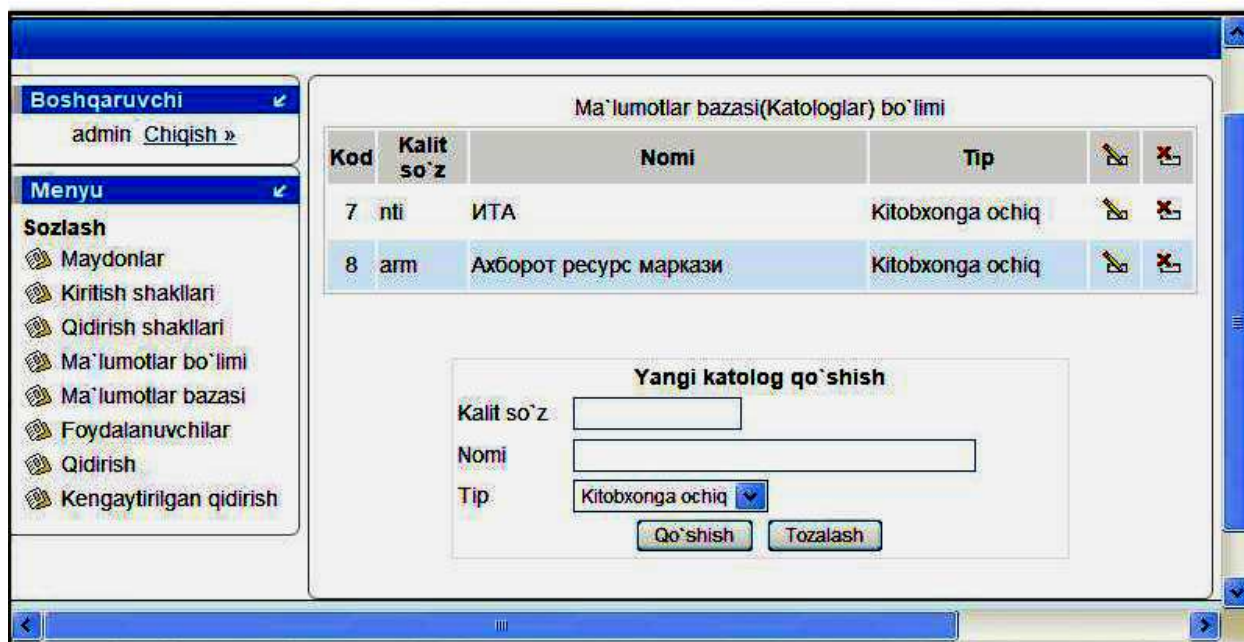 Boshqaruvchi
admin Chiqish »
Menyu
Sozlash
Maydonlar
Kiritish shakllari
Qidirish shakllari
Ma`lumotlar bo`limi
Ma`lumotlar bazasi
Foydalanuvchilar
Qidirish
Kengaytirilgan qidirish
Ma`lumotlar bazasi(Katologlar) bo`limi
Kod Kalit so`z Nomi Tip
7 nti ИТА Kitobxonga ochiq
8 arm Ахборот ресурс маркази Kitobxonga ochiq
Yangi katolog qo`shish
Kalit so`z
Nomi
Tip Kitobxonga ochiq
Qo`shish Tozalash